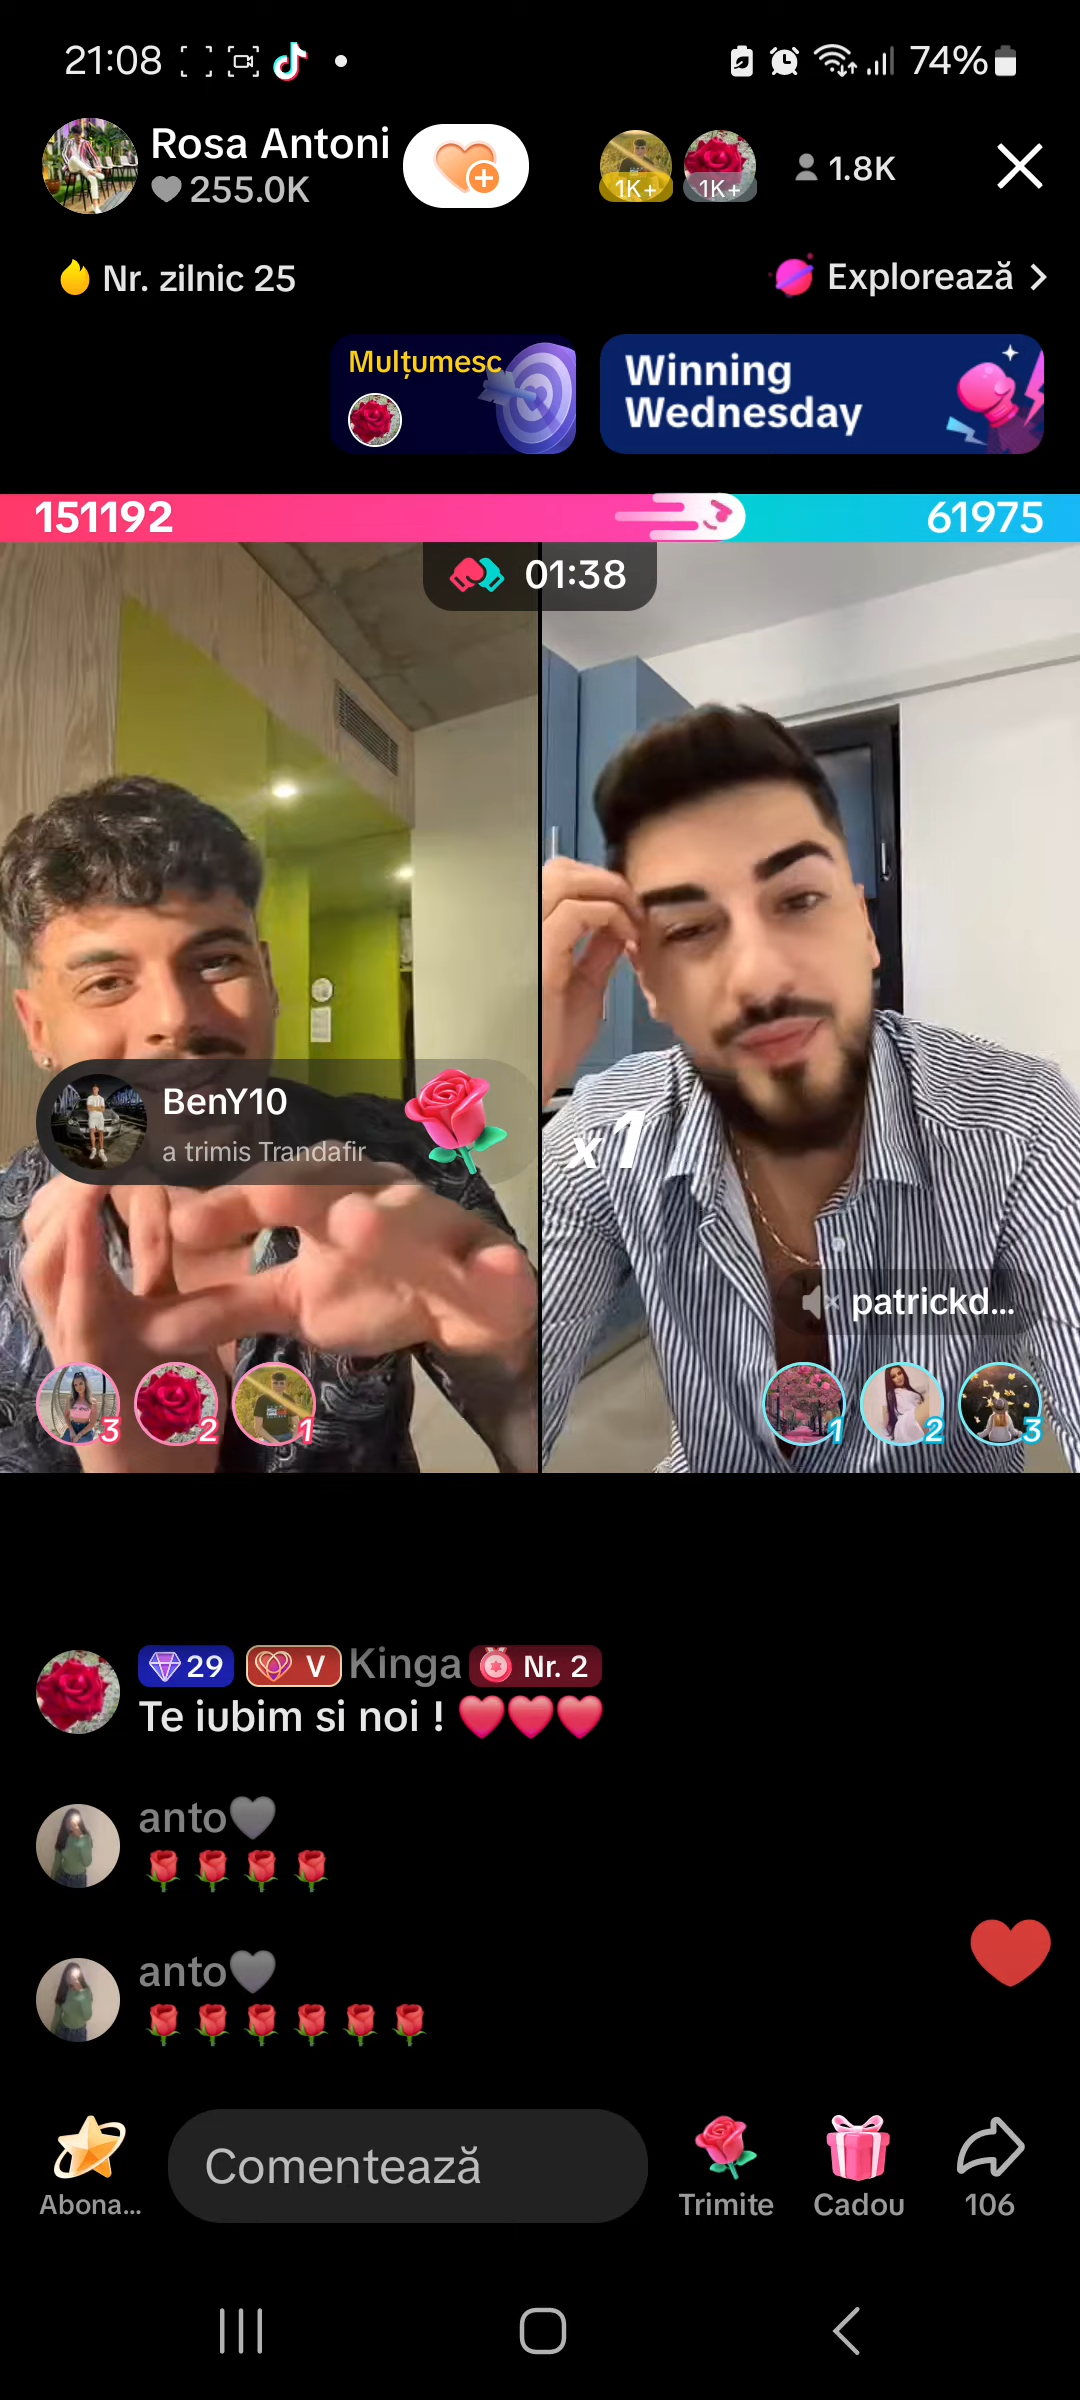 21:08
74%
Rosa Antoni
255.0K
1K+
1K+
1.8K
Nr. zilnic 25
Explorează
Mulțumesc
Winning
Wednesday
151192
61975
01:38
BenY10
a trimis Trandafir
x1
patrickd...
3
2
1
1
2
3
29
V
Kinga
Nr. 2
Te iubim si noi !
anto
anto
Abona...
Comentează
Trimite
Cadou
106